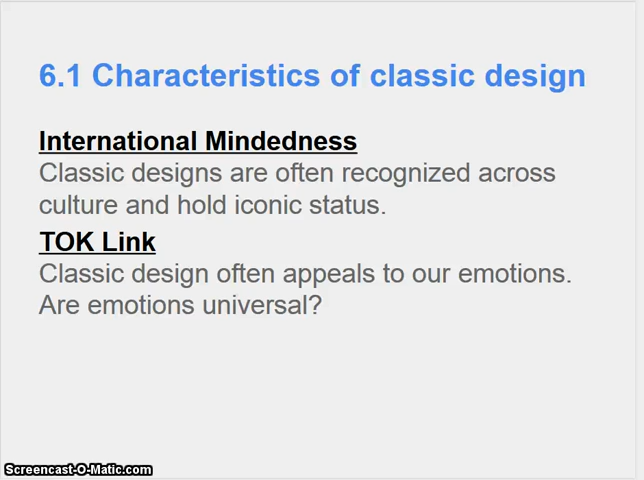 6.1 Characteristics of classic design
International Mindedness
Classic designs are often recognized across
culture and hold iconic status.
TOK Link
Classic design often appeals to our emotions.
Are emotions universal?
Screencast-O-Matic.com